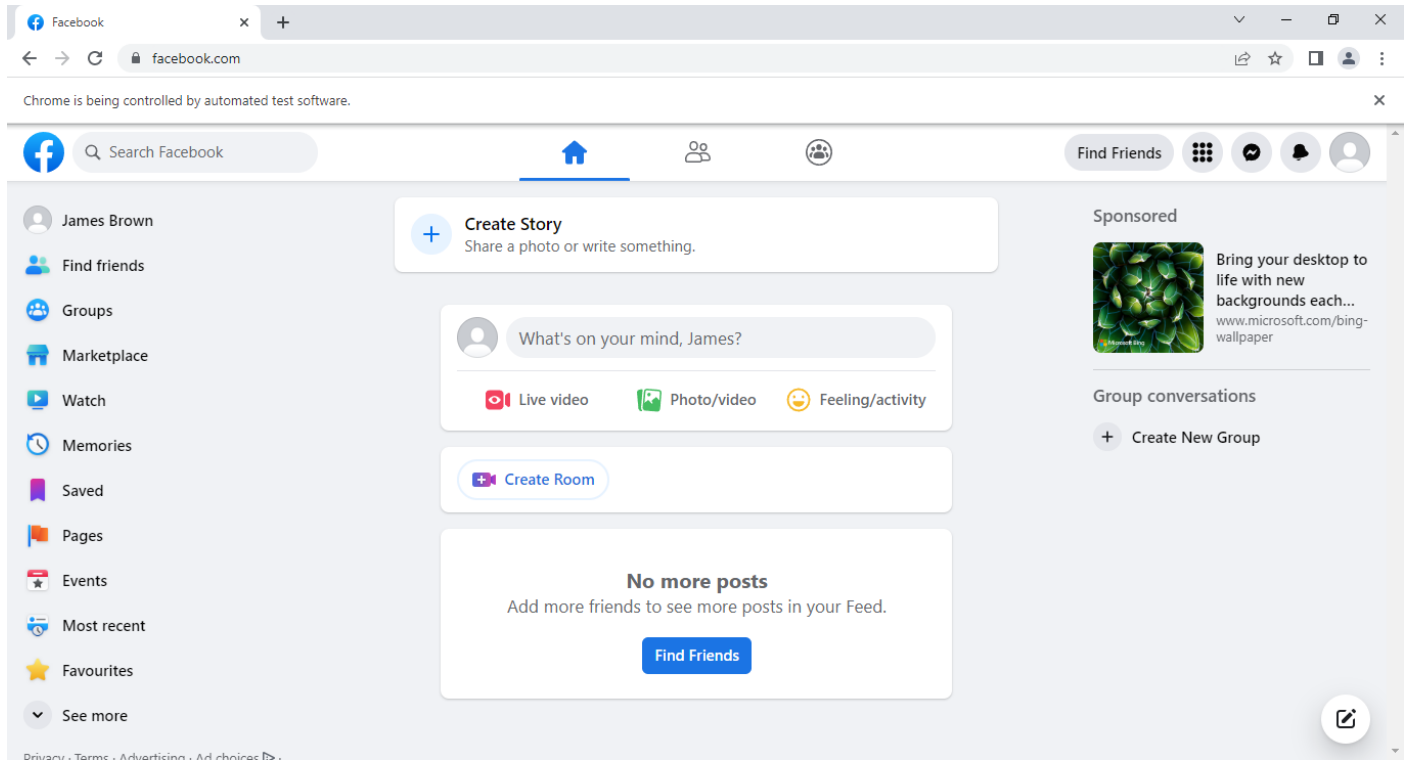 Facebook
facebook.com
Chrome is being controlled by automated test software.
Search Facebook
Find Friends
James Brown
Find friends
Groups
Marketplace
Watch
Memories
Saved
Pages
Events
Most recent
Favourites
See more
Privacy · Terms · Advertising · Ad choices ·
Create Story
Share a photo or write something.
What's on your mind, James?
Live video
Photo/video
Feeling/activity
Create Room
No more posts
Add more friends to see more posts in your Feed.
Find Friends
Sponsored
Microsoft Bing
Bring your desktop to
life with new
backgrounds each...
www.microsoft.com/bing-
wallpaper
Group conversations
Create New Group